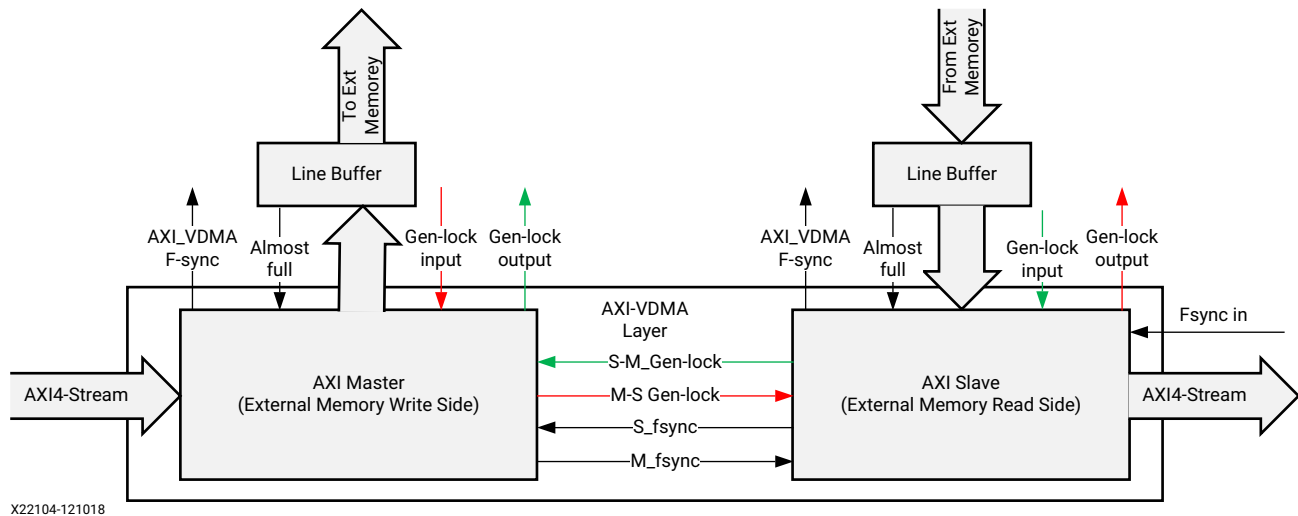 To Ext
Memorey
From Ext
Memorey
Line Buffer
Line Buffer
AXI_VDMA
F-sync
Almost
full
Gen-lock
input
Gen-lock
output
AXI_VDMA
F-sync
Almost
full
Gen-lock
input
Gen-lock
output
AXI-VDMA
Layer
Fsync in
S-M_Gen-lock
AXI4-Stream
AXI Master
(External Memory Write Side)
M-S Gen-lock
AXI Slave
(External Memory Read Side)
AXI4-Stream
S_fsync
M_fsync
X22104-121018